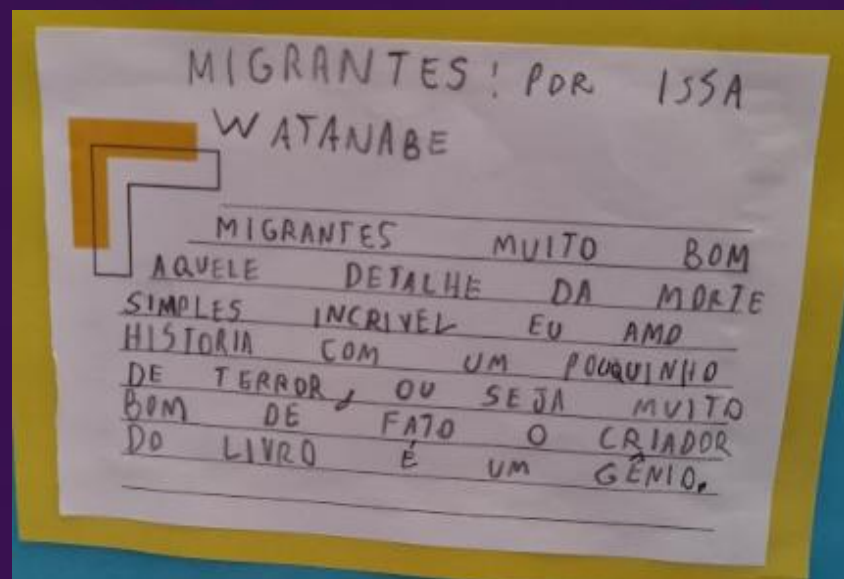 MIGRANTES! POR ISSA
WATANABE
MIGRANTES MUITO BOM
AQUELE DETALHE DA MORTE
SIMPLES INCRIVEL EU AMO
HISTORIA COM UM POUQUINHO
DE TERROR, OU SEJA MUITO
BOM DE FATO O CRIADOR
DO LIVRO É UM GÊNIO.